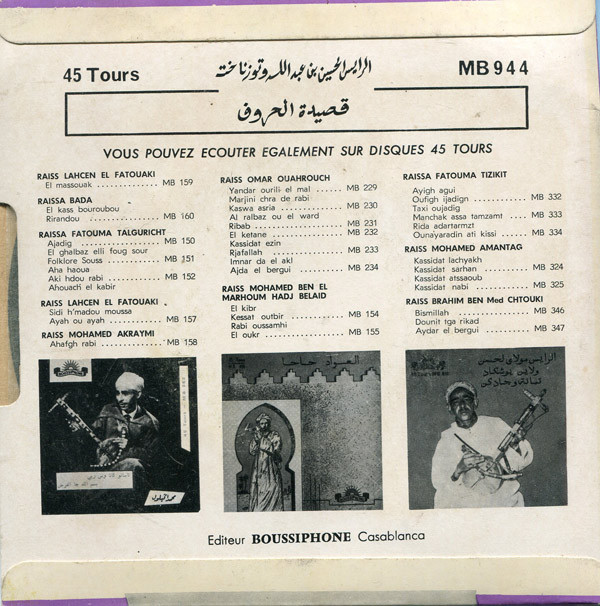 45 Tours
الرايس الحسين بن عبد الله وتوزناخت
MB 944
قصيدة الحروف
VOUS POUVEZ ECOUTER EGALEMENT SUR DISQUES 45 TOURS
RAISS LAHCEN EL FATOUAKI
El massouak .............. MB 159
RAISSA BADA
El kass bouroubou
Rirandou ................ MB 160
RAISSA FATOUMA TALGURICHT
Ajadig .................. MB 150
El ghalbaz elli foug sour
Folklore Souss .......... MB 151
Aha haoua
Aki hdou rabi ........... MB 152
Ahouach el kabir
RAISS LAHCEN EL FATOUAKI
Sidi h'madou moussa
Ayah ou ayah ............ MB 157
RAISS MOHAMED AKRAYMI
Ahafgh rabi ............. MB 158
RAISS OMAR OUAHROUCH
Yandar ourili el mal ...... MB 229
Marjini chra de rabi
Kaswa asria ............. MB 230
Al ralbaz ou el ward
Ribab ................... MB 231
El ketane ............... MB 232
Kassidat ezin
Rjafallah ............... MB 233
Imnar da el akl
Ajda el bergui .......... MB 234
RAISS MOHAMED BEN EL
MARHOUM HADJ BELAID
El kibr
Kessat outbir ........... MB 154
Rabi oussamhi
El oukr ................. MB 155
RAISSA FATOUMA TIZIKIT
Ayigh agui
Oufigh ijadign .......... MB 332
Taxi oujadig
Manchak assa tamzamt .... MB 333
Rida adartarmzt
Ounayaradin ati kissi .... MB 334
RAISS MOHAMED AMANTAG
Kassidat lachyakh
Kassidat sarhan ......... MB 324
Kassidat atssaoub
Kassidat nabi ........... MB 325
RAISS BRAHIM BEN Med CHTOUKI
Bismillah ............... MB 346
Dounit tga rikad
Aydar el bergui ......... MB 347
العواد حاحا
الرايس مولاي لحسن
Editeur BOUSSIPHONE Casablanca